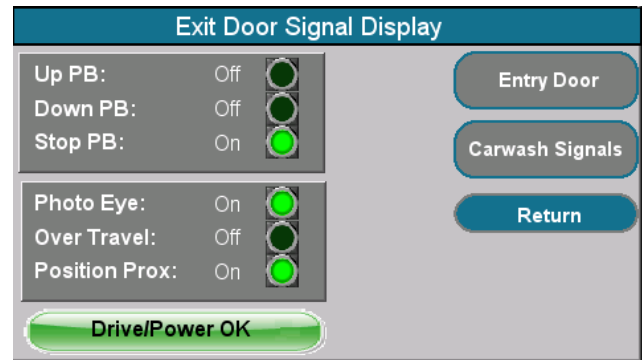 Exit Door Signal Display
Up PB: Off
Down PB: Off
Stop PB: On
Photo Eye: On
Over Travel: Off
Position Prox: On
Drive/Power OK
Entry Door
Carwash Signals
Return